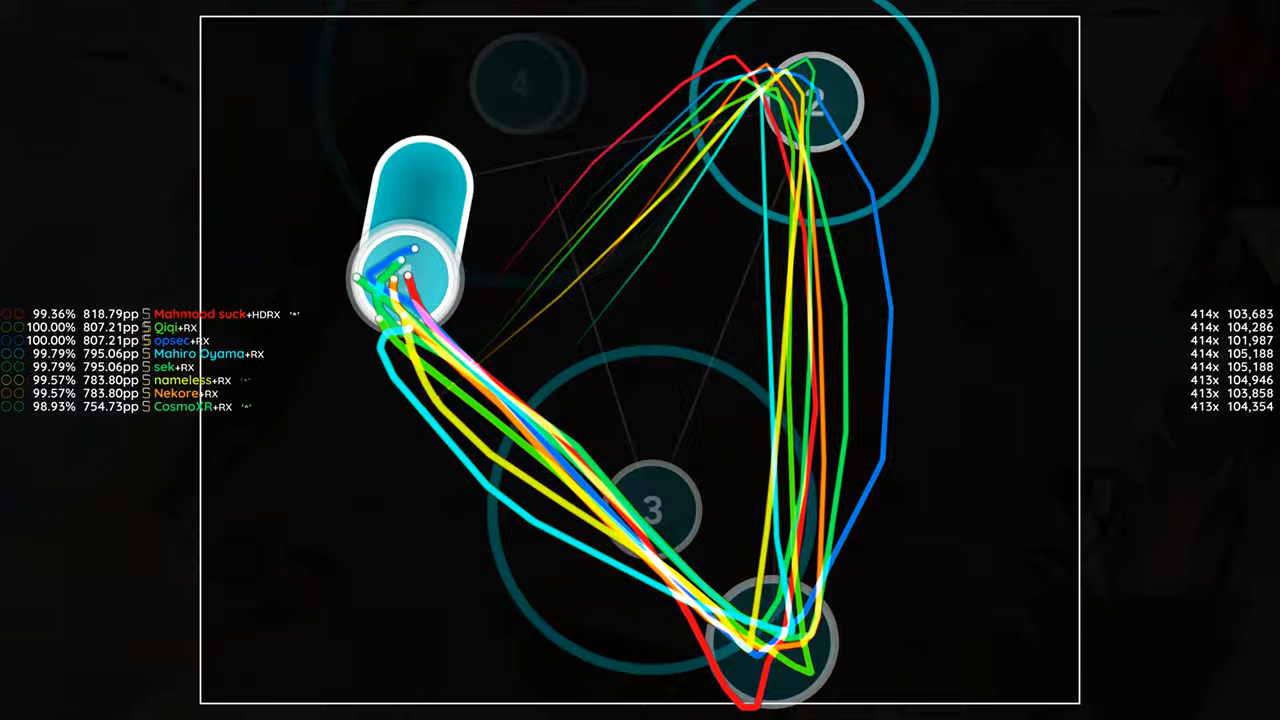 4
2
99.36% 818.79pp S Mahmood suck+HDRX 414x 103,683
100.00% 807.21pp S Qiqi+RX 414x 104,286
100.00% 807.21pp S opsec+RX 414x 101,987
99.79% 795.06pp S Mahiro Oyama+RX 414x 105,188
99.79% 795.06pp S sek+RX 414x 105,188
99.57% 783.80pp S nameless+RX 413x 104,946
99.57% 783.80pp S Nekore+RX 413x 103,858
98.93% 754.73pp S CosmoXR+RX 413x 104,354
3